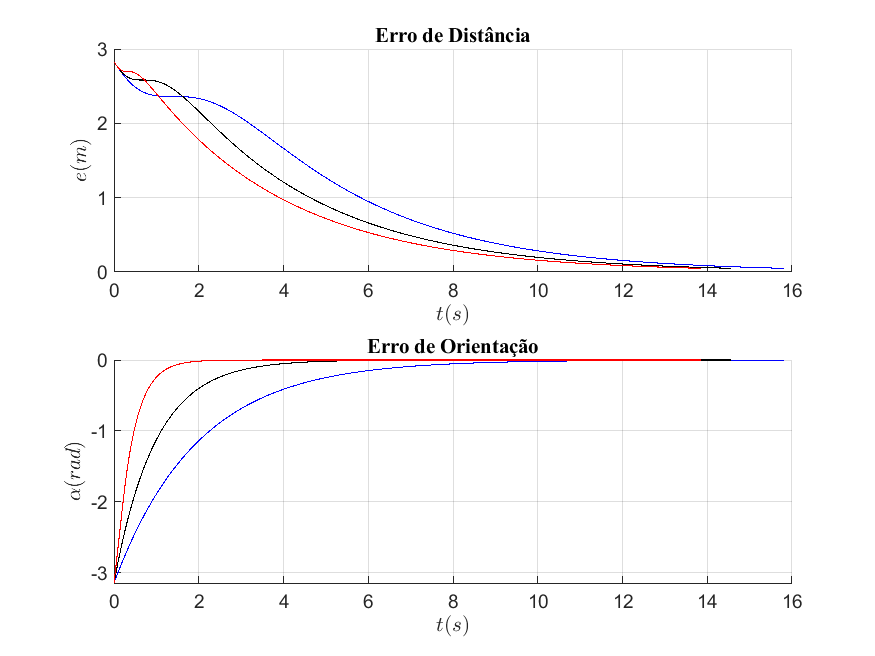 Erro de Distância
3
2
1
0
e(m)
0 2 4 6 8 10 12 14 16
t(s)
Erro de Orientação
0
-1
-2
-3
α(rad)
0 2 4 6 8 10 12 14 16
t(s)